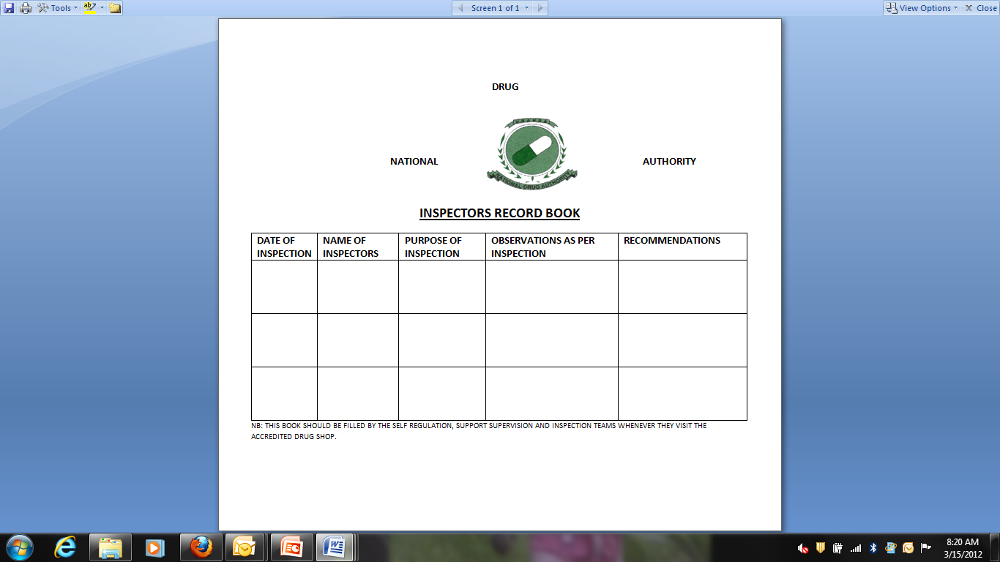 Tools
Screen 1 of 1
View Options
Close
DRUG
NATIONAL
AUTHORITY
NATIONAL DRUG AUTHORITY
INSPECTORS RECORD BOOK
DATE OF INSPECTION
NAME OF INSPECTORS
PURPOSE OF INSPECTION
OBSERVATIONS AS PER INSPECTION
RECOMMENDATIONS
NB: THIS BOOK SHOULD BE FILLED BY THE SELF REGULATION, SUPPORT SUPERVISION AND INSPECTION TEAMS WHENEVER THEY VISIT THE
ACCREDITED DRUG SHOP.
8:20 AM
3/15/2012